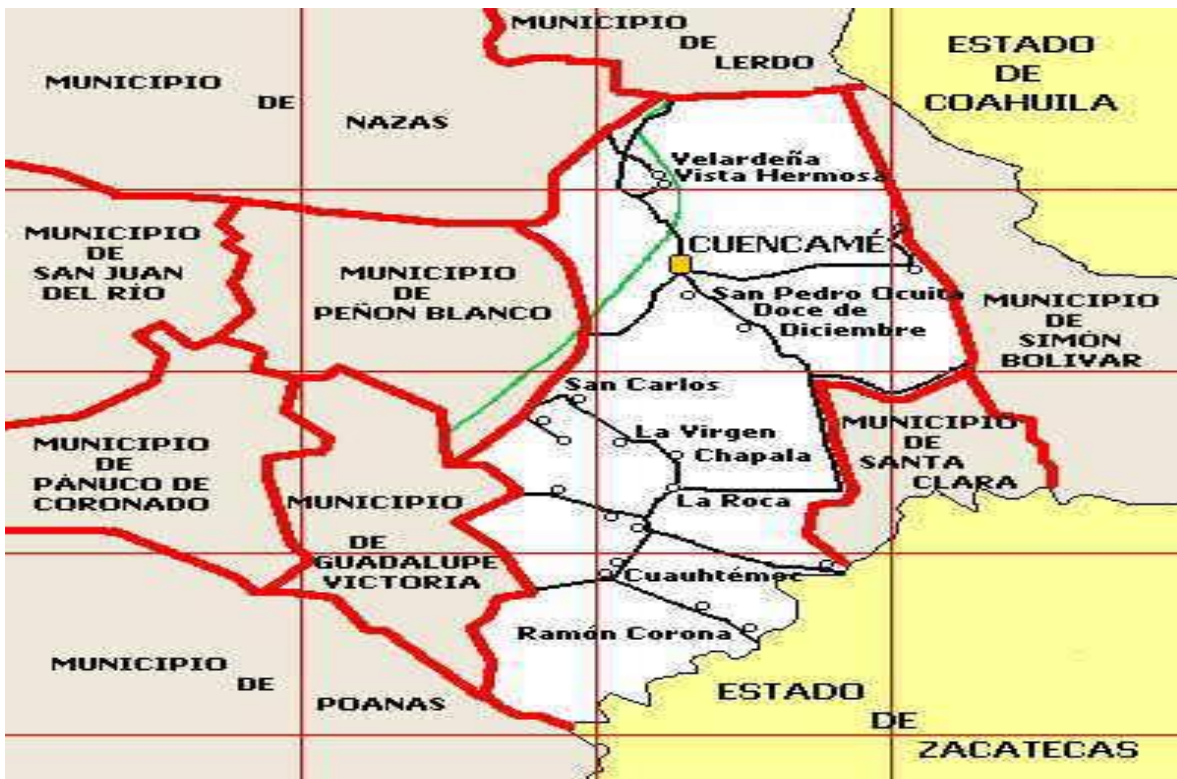 MUNICIPIO
DE
LERDO
ESTADO
DE
COAHUILA
MUNICIPIO
DE
NAZAS
Velardeña
Vista Hermosa
MUNICIPIO
DE
SAN JUAN
DEL RÍO
MUNICIPIO
DE
PEÑON BLANCO
CUENCAMÉ
San Pedro Ocuila
Doce de
Diciembre
MUNICIPIO
DE
SIMÓN
BOLIVAR
San Carlos
La Virgen
Chapala
La Roca
MUNICIPIO
DE
SANTA
CLARA
MUNICIPIO
DE
PÁNUCO DE
CORONADO
MUNICIPIO
DE
GUADALUPE
VICTORIA
Cuauhtémoc
Ramón Corona
MUNICIPIO
DE
POANAS
ESTADO
DE
ZACATECAS